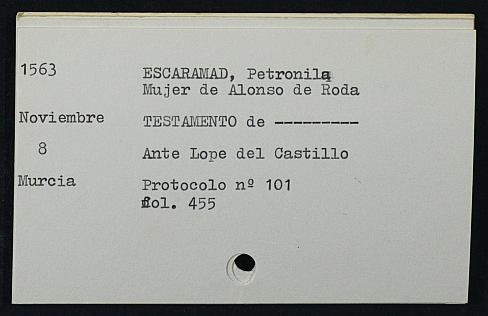 1563 ESCARAMAD, Petronila
Mujer de Alonso de Roda
Noviembre TESTAMENTO de ---------
8 Ante Lope del Castillo
Murcia Protocolo nº 101
fol. 455